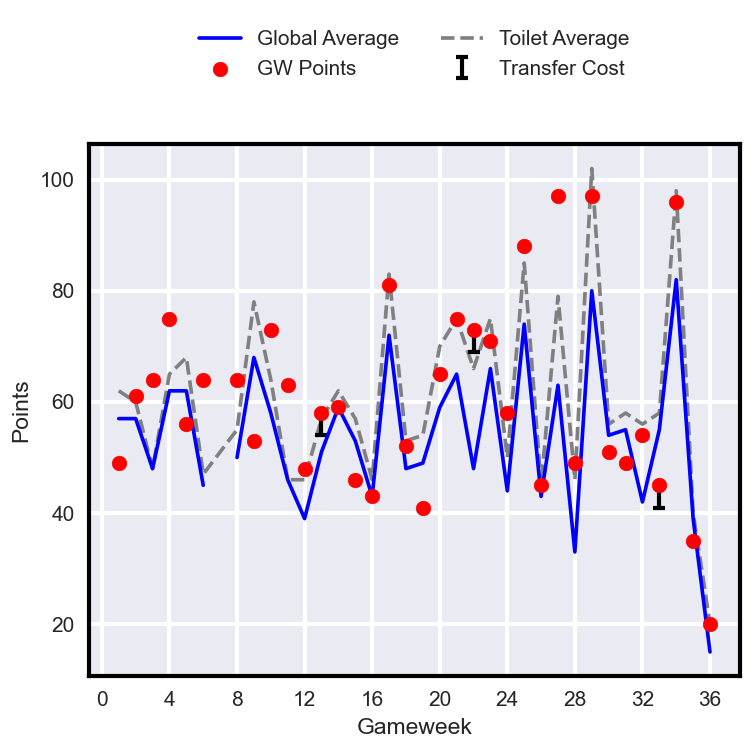 Global Average
Toilet Average
GW Points
Transfer Cost
100
80
60
40
20
Points
0 4 8 12 16 20 24 28 32 36
Gameweek